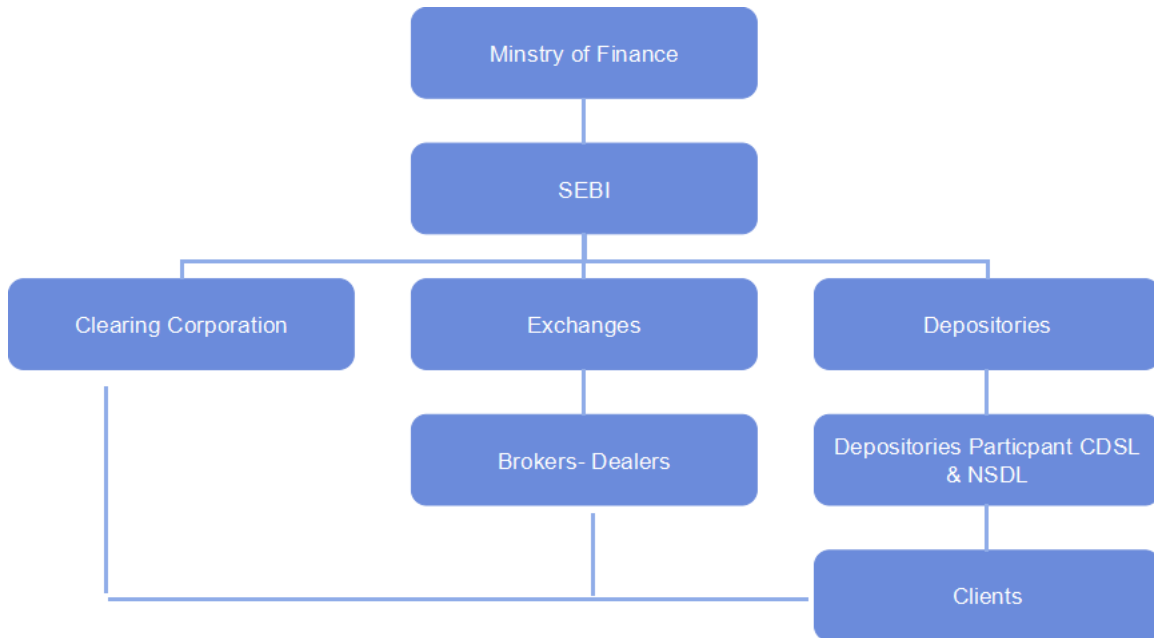 Minstry of Finance
SEBI
Clearing Corporation
Exchanges
Depositories
Brokers- Dealers
Depositories Particpant CDSL
& NSDL
Clients